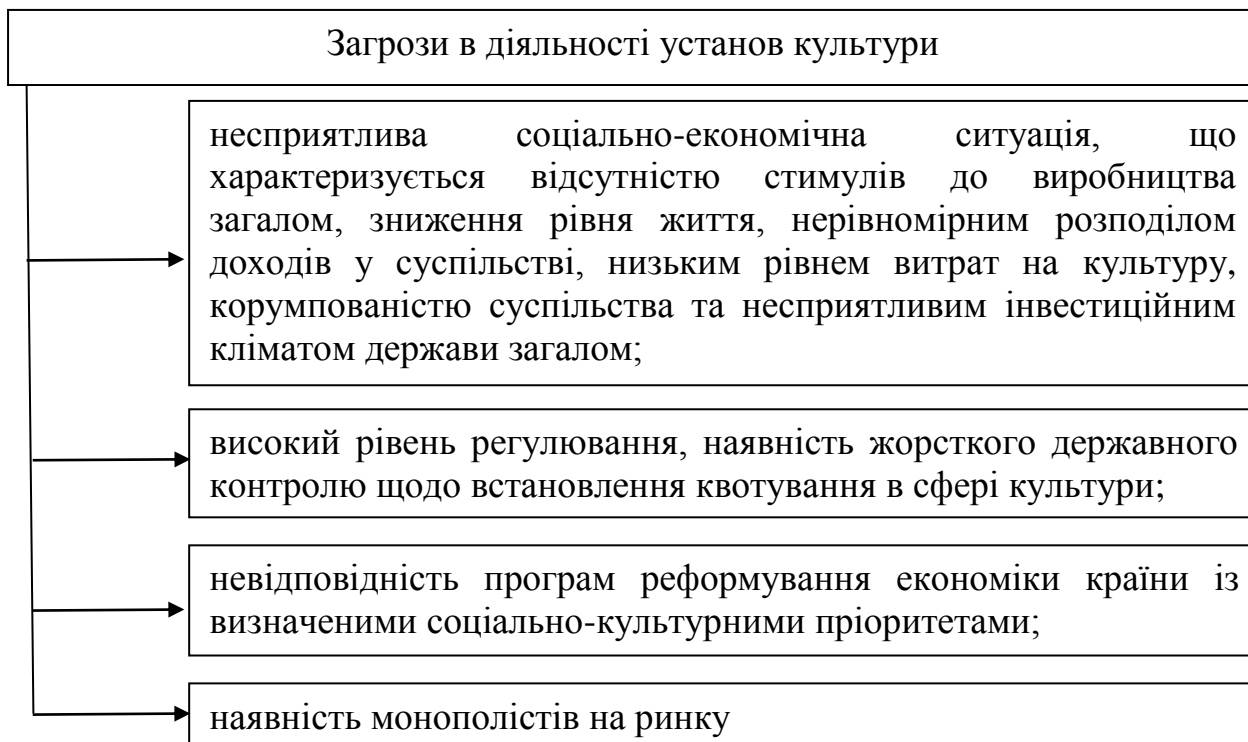 Загрози в діяльності установ культури
несприятлива соціально-економічна ситуація, що
характеризується відсутністю стимулів до виробництва
загалом, зниження рівня життя, нерівномірним розподілом
доходів у суспільстві, низьким рівнем витрат на культуру,
корумпованістю суспільства та несприятливим інвестиційним
кліматом держави загалом;
високий рівень регулювання, наявність жорсткого державного
контролю щодо встановлення квотування в сфері культури;
невідповідність програм реформування економіки країни із
визначеними соціально-культурними пріоритетами;
наявність монополістів на ринку